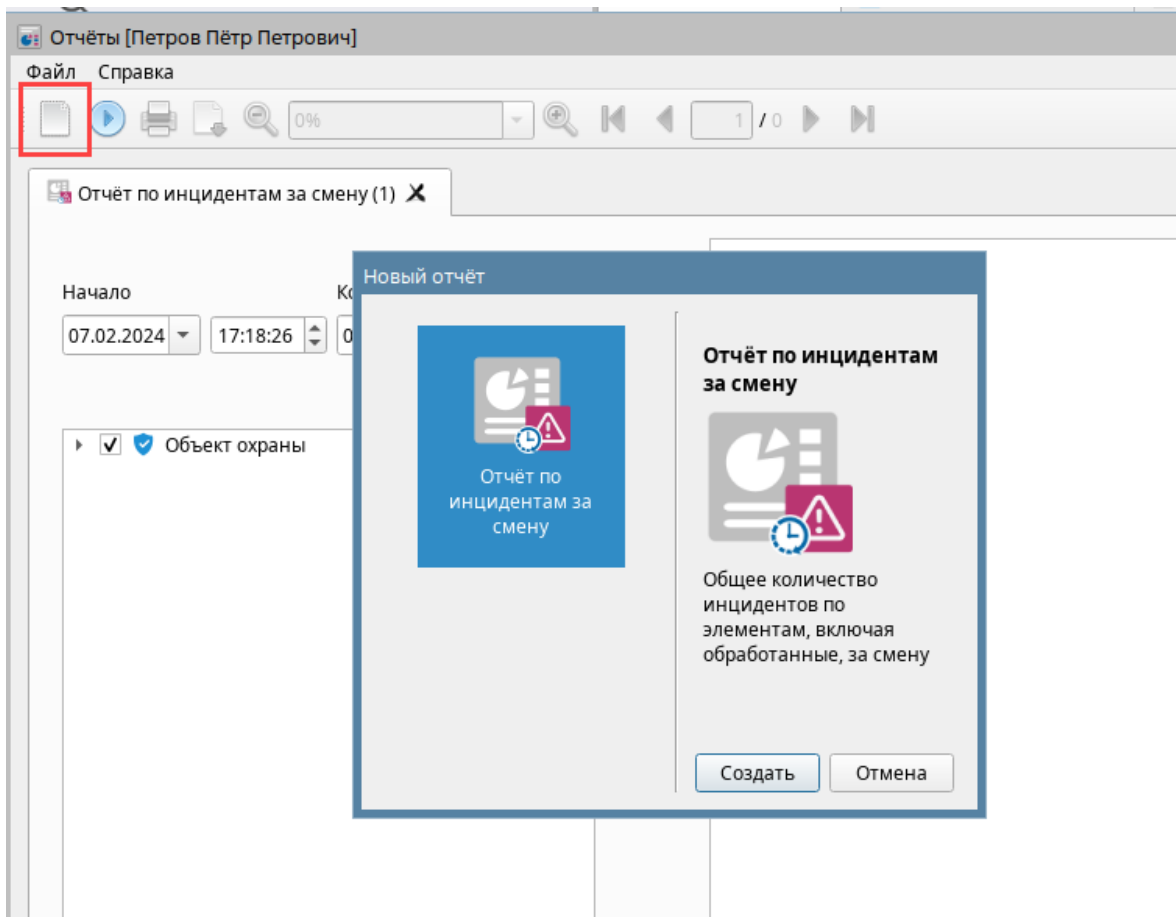 Отчёты [Петров Пётр Петрович]
Файл Справка
0% 1 / 0
Отчёт по инцидентам за смену (1)
Новый отчёт
Начало
07.02.2024 17:18:26
Объект охраны
Отчёт по
инцидентам за
смену
Отчёт по инцидентам
за смену
Общее количество
инцидентов по
элементам, включая
обработанные, за смену
Создать Отмена